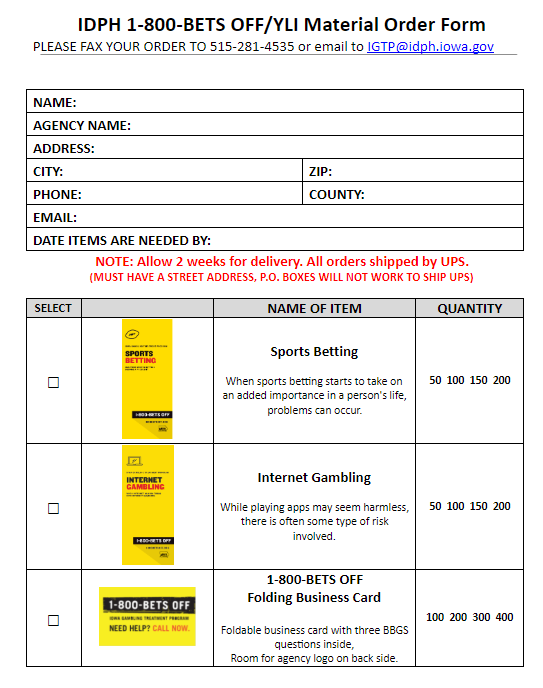 IDPH 1-800-BETS OFF/YLI Material Order Form
PLEASE FAX YOUR ORDER TO 515-281-4535 or email to IGTP@idph.iowa.gov
NAME:
AGENCY NAME:
ADDRESS:
CITY: ZIP:
PHONE: COUNTY:
EMAIL:
DATE ITEMS ARE NEEDED BY:
NOTE: Allow 2 weeks for delivery. All orders shipped by UPS.
(MUST HAVE A STREET ADDRESS, P.O. BOXES WILL NOT WORK TO SHIP UPS)
SELECT NAME OF ITEM QUANTITY
SPORTS
BETTING
1-800-BETS OFF
Sports Betting
When sports betting starts to take on
an added importance in a person's life,
problems can occur.
50 100 150 200
INTERNET
GAMBLING
1-800-BETS OFF
Internet Gambling
While playing apps may seem harmless,
there is often some type of risk
involved.
50 100 150 200
1-800-BETS OFF
IOWA GAMBLING TREATMENT PROGRAM
NEED HELP? CALL NOW.
1-800-BETS OFF
Folding Business Card
Foldable business card with three BBGS
questions inside,
Room for agency logo on back side.
100 200 300 400